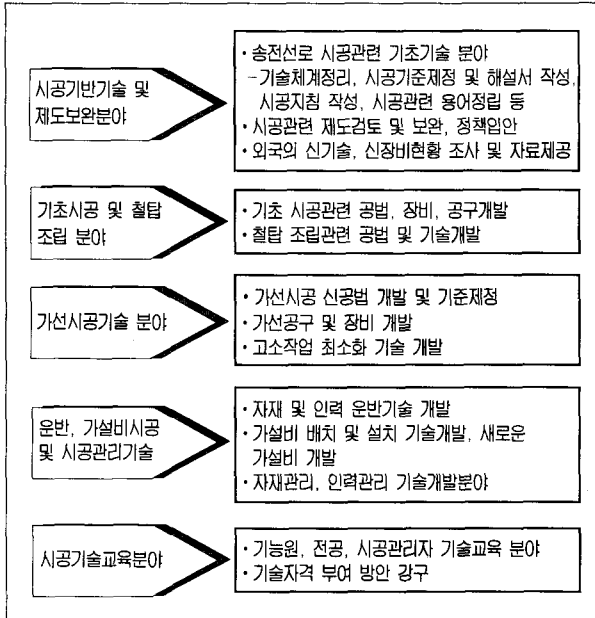 시공기반기술 및
제도보완분야
· 송전선로 시공관련 기초기술 분야
-기술체계정리, 시공기준제정 및 해설서 작성,
시공지침 작성, 시공관련 용어정립 등
· 시공관련 제도검토 및 보완, 정책입안
· 외국의 신기술, 신장비현황 조사 및 자료제공
기초시공 및 철탑
조립 분야
· 기초 시공관련 공법, 장비, 공구개발
· 철탑 조립관련 공법 및 기술개발
가선시공기술 분야
· 가선시공 신공법 개발 및 기준제정
· 가선공구 및 장비 개발
· 고소작업 최소화 기술 개발
운반, 가설비시공
및 시공관리기술
· 자재 및 인력 운반기술 개발
· 가설비 배치 및 설치 기술개발, 새로운
가설비 개발
· 자재관리, 인력관리 기술개발분야
시공기술교육분야
· 기능원, 전공, 시공관리자 기술교육 분야
· 기술자격 부여 방안 강구